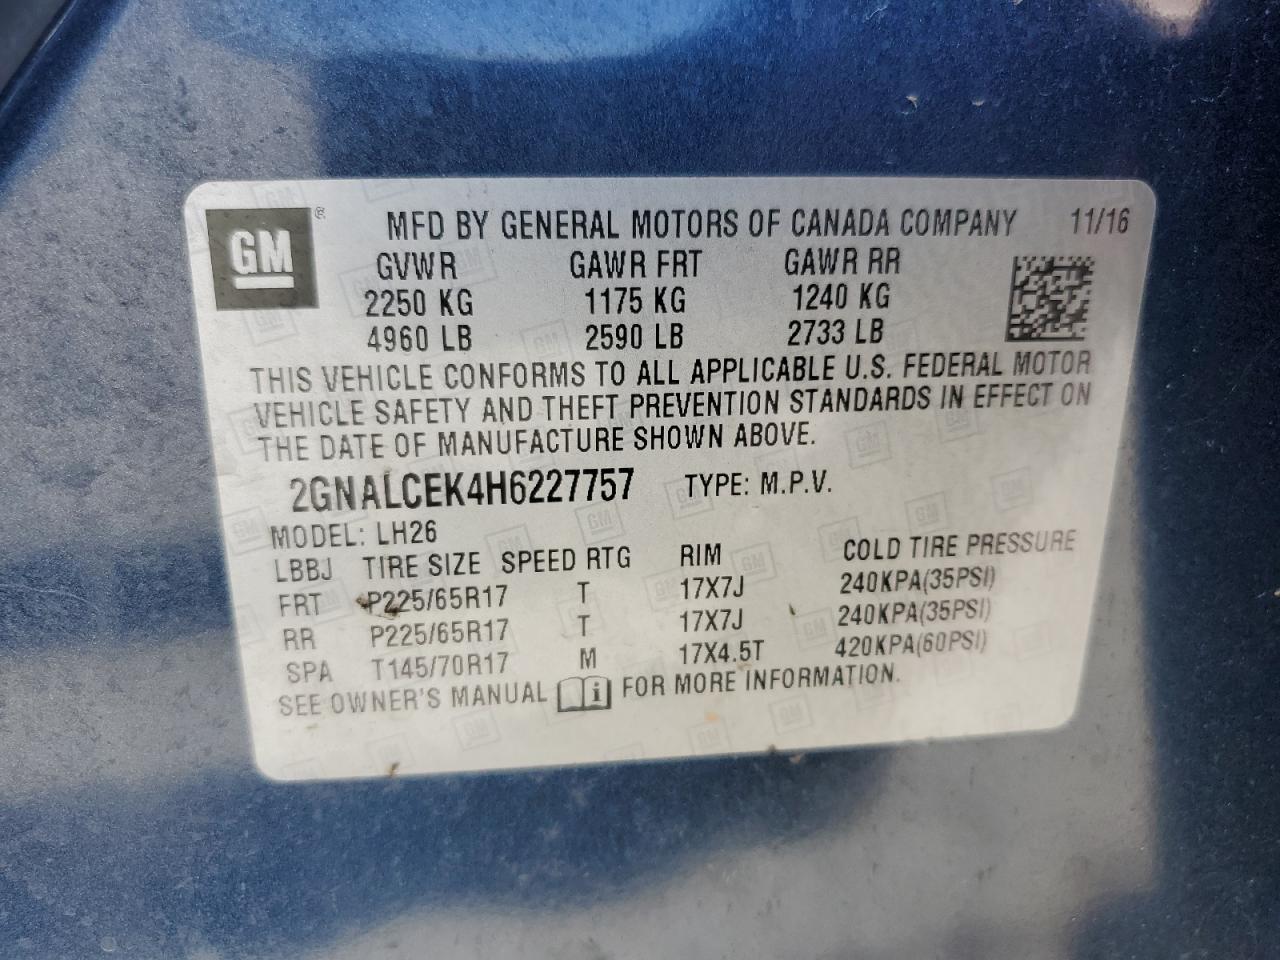 GM ® MFD BY GENERAL MOTORS OF CANADA COMPANY 11/16
GVWR GAWR FRT GAWR RR
2250 KG 1175 KG 1240 KG
4960 LB 2590 LB 2733 LB
THIS VEHICLE CONFORMS TO ALL APPLICABLE U.S. FEDERAL MOTOR
VEHICLE SAFETY AND THEFT PREVENTION STANDARDS IN EFFECT ON
THE DATE OF MANUFACTURE SHOWN ABOVE.
2GNALCEK4H6227757 TYPE: M.P.V.
MODEL: LH26
LBBJ TIRE SIZE SPEED RTG RIM COLD TIRE PRESSURE
FRT P225/65R17 T 17X7J 240KPA(35PSI)
RR P225/65R17 T 17X7J 240KPA(35PSI)
SPA T145/70R17 M 17X4.5T 420KPA(60PSI)
SEE OWNER'S MANUAL i FOR MORE INFORMATION.